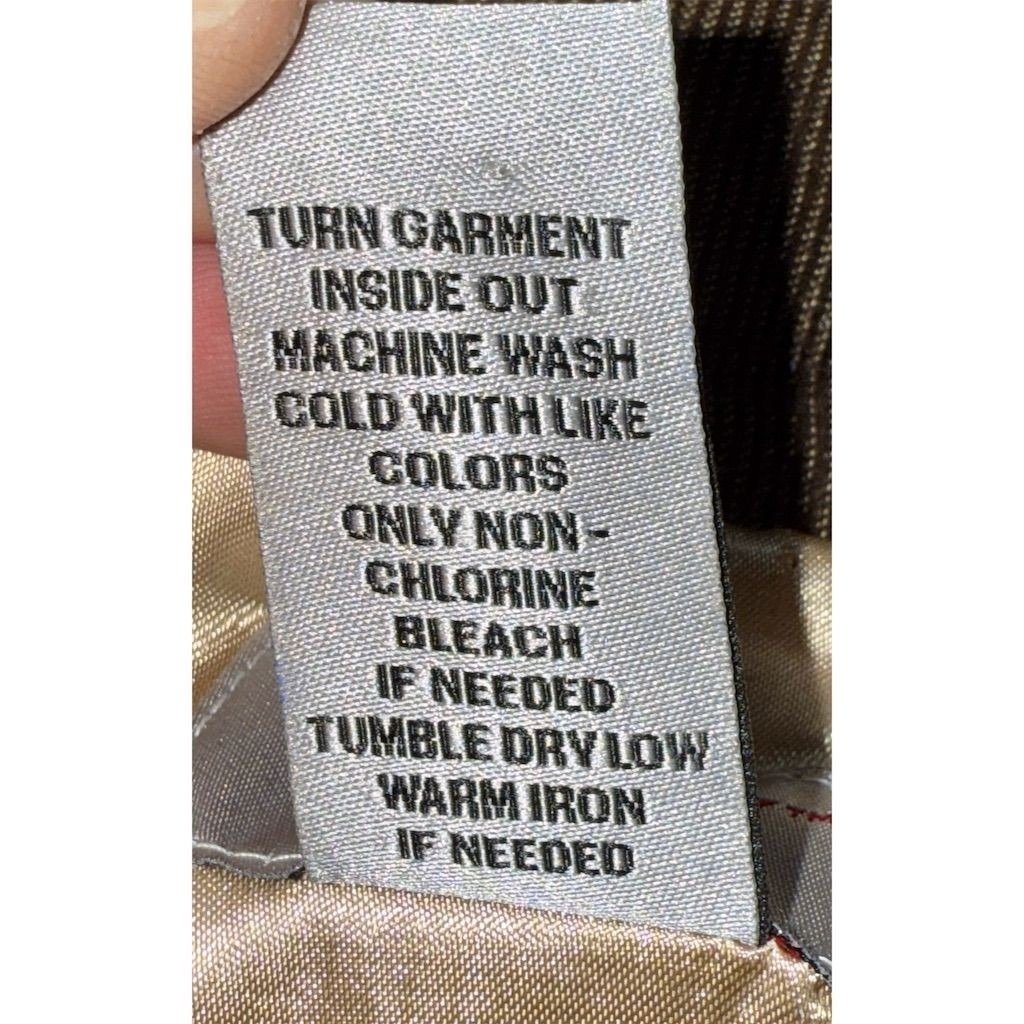 TURN GARMENT
INSIDE OUT
MACHINE WASH
COLD WITH LIKE
COLORS
ONLY NON-
CHLORINE
BLEACH
IF NEEDED
TUMBLE DRY LOW
WARM IRON
IF NEEDED
TM